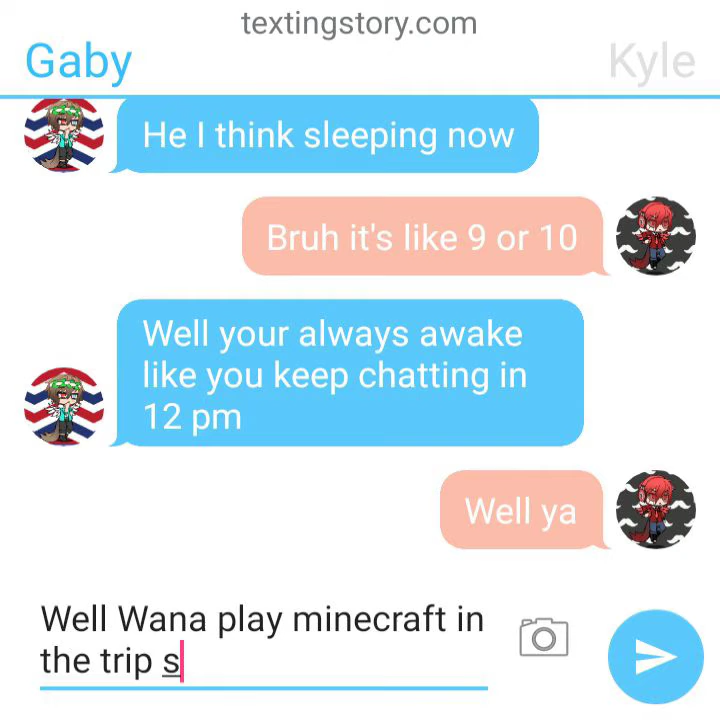 textingstory.com
Gaby
Kyle
He I think sleeping now
Bruh it's like 9 or 10
Well your always awake
like you keep chatting in
12 pm
Well ya
Well Wana play minecraft in
the trip s